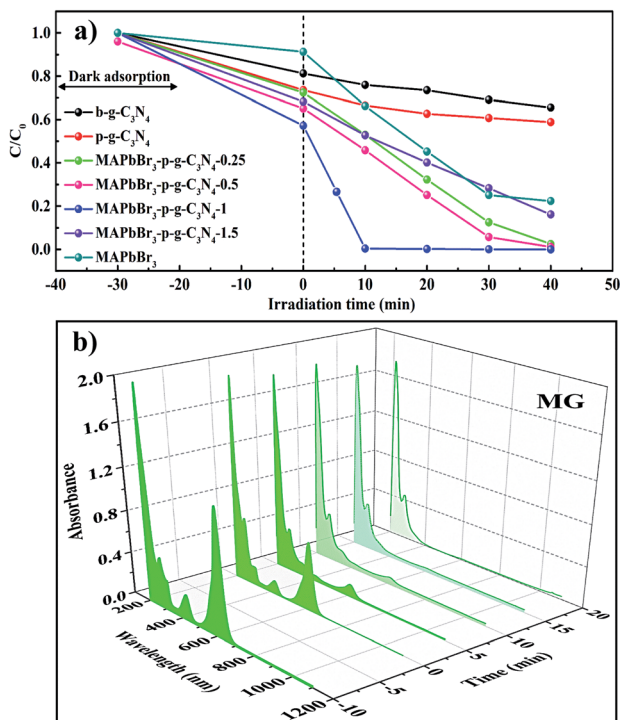 a)
1.0
0.8
0.6
0.4
0.2
0.0
C/C₀
Dark adsorption
b-g-C₃N₄
p-g-C₃N₄
MAPbBr₃-p-g-C₃N₄-0.25
MAPbBr₃-p-g-C₃N₄-0.5
MAPbBr₃-p-g-C₃N₄-1
MAPbBr₃-p-g-C₃N₄-1.5
MAPbBr₃
-40 -30 -20 -10 0 10 20 30 40 50
Irradiation time (min)
b)
MG
2.0
1.6
1.2
0.8
0.4
0.0
Absorbance
200
400
600
800
1000
1200
Wavelength (nm)
-10
-5
0
5
10
15
20
Time (min)